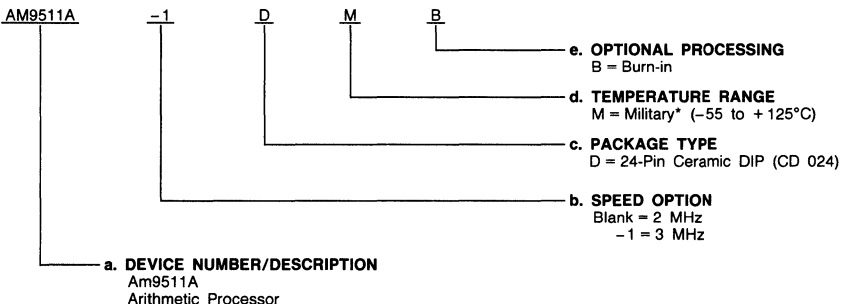 AM9511A -1 D M B
e. OPTIONAL PROCESSING
B = Burn-in
d. TEMPERATURE RANGE
M = Military* (-55 to +125°C)
c. PACKAGE TYPE
D = 24-Pin Ceramic DIP (CD 024)
b. SPEED OPTION
Blank = 2 MHz
-1 = 3 MHz
a. DEVICE NUMBER/DESCRIPTION
Am9511A
Arithmetic Processor